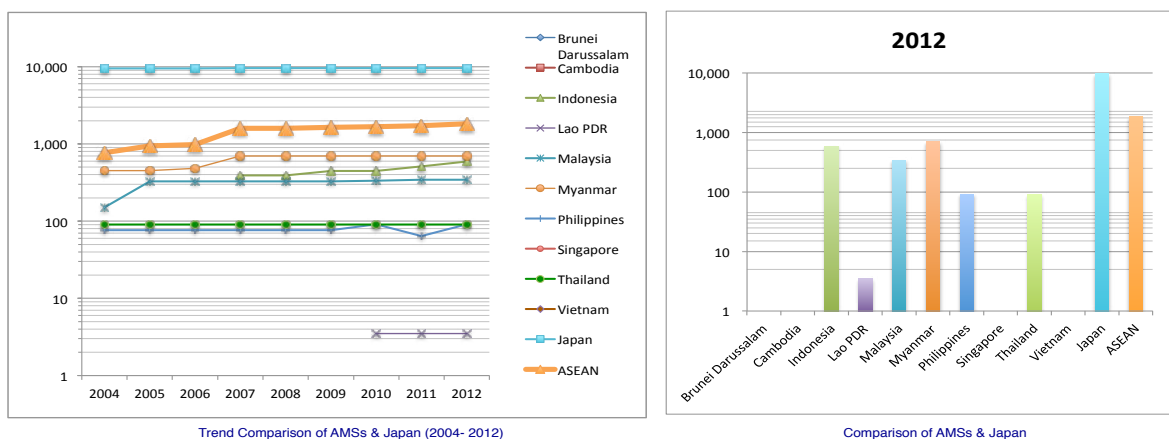 10,000
1,000
100
10
1
2004 2005 2006 2007 2008 2009 2010 2011 2012
Brunei
Darussalam
Cambodia
Indonesia
Lao PDR
Malaysia
Myanmar
Philippines
Singapore
Thailand
Vietnam
Japan
ASEAN
Trend Comparison of AMSs & Japan (2004- 2012)
2012
10,000
1,000
100
10
1
Brunei Darussalam
Cambodia
Indonesia
Lao PDR
Malaysia
Myanmar
Philippines
Singapore
Thailand
Vietnam
Japan
ASEAN
Comparison of AMSs & Japan